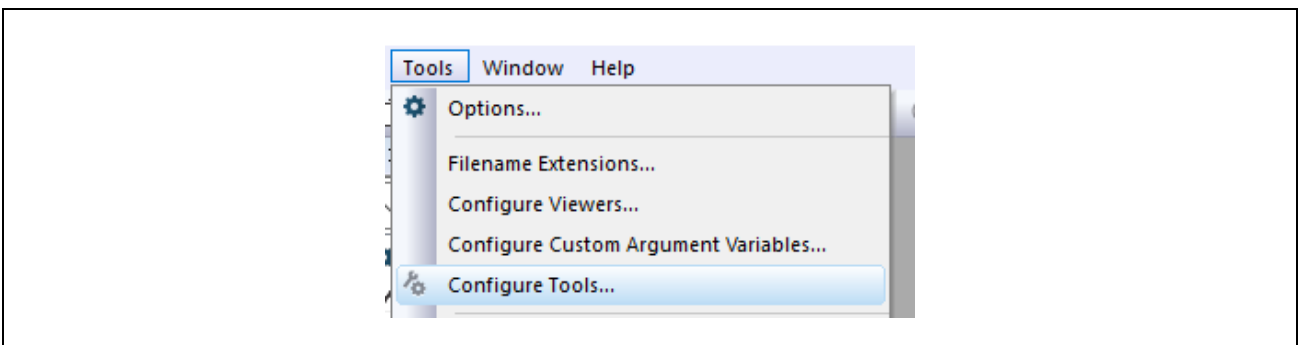 Tools Window Help
Options...
Filename Extensions...
Configure Viewers...
Configure Custom Argument Variables...
Configure Tools...